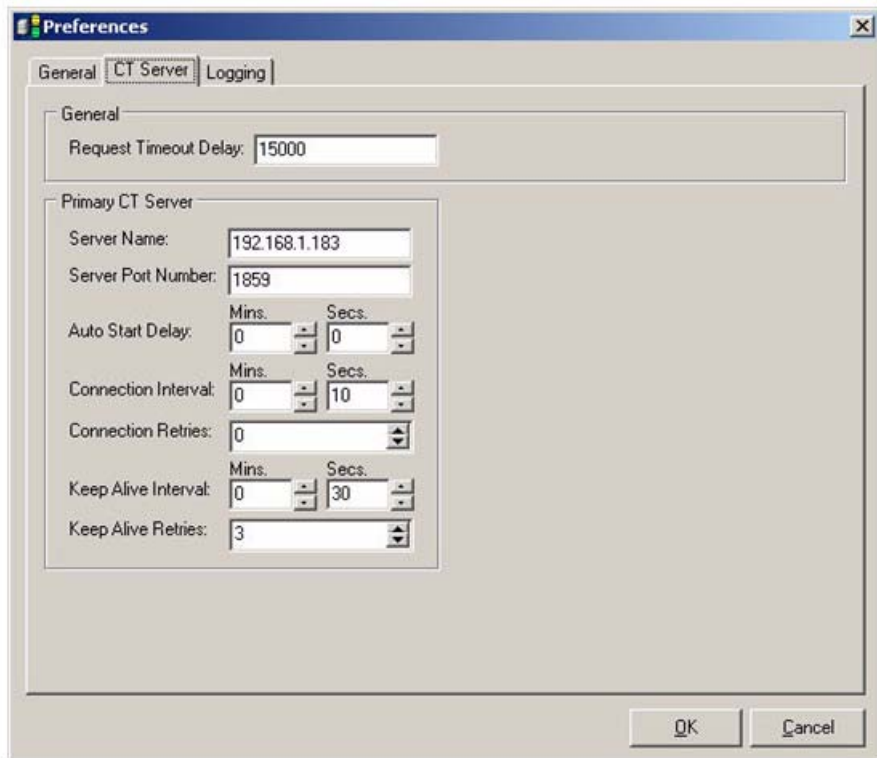 Preferences
General CT Server Logging
General
Request Timeout Delay: 15000
Primary CT Server
Server Name: 192.168.1.183
Server Port Number: 1859
Mins. Secs.
Auto Start Delay: 0 0
Mins. Secs.
Connection Interval: 0 10
Connection Retries: 0
Mins. Secs.
Keep Alive Interval: 0 30
Keep Alive Retries: 3
OK Cancel